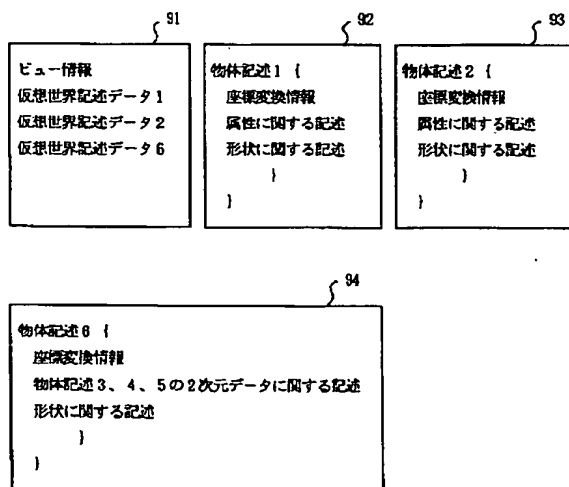 91
ビュー情報
仮想世界記述データ1
仮想世界記述データ2
仮想世界記述データ6
92
物体記述1 {
座標変換情報
属性に関する記述
形状に関する記述
}
}
93
物体記述2 {
座標変換情報
属性に関する記述
形状に関する記述
}
}
94
物体記述6 {
座標変換情報
物体記述3、4、5の2次元データに関する記述
形状に関する記述
}
}